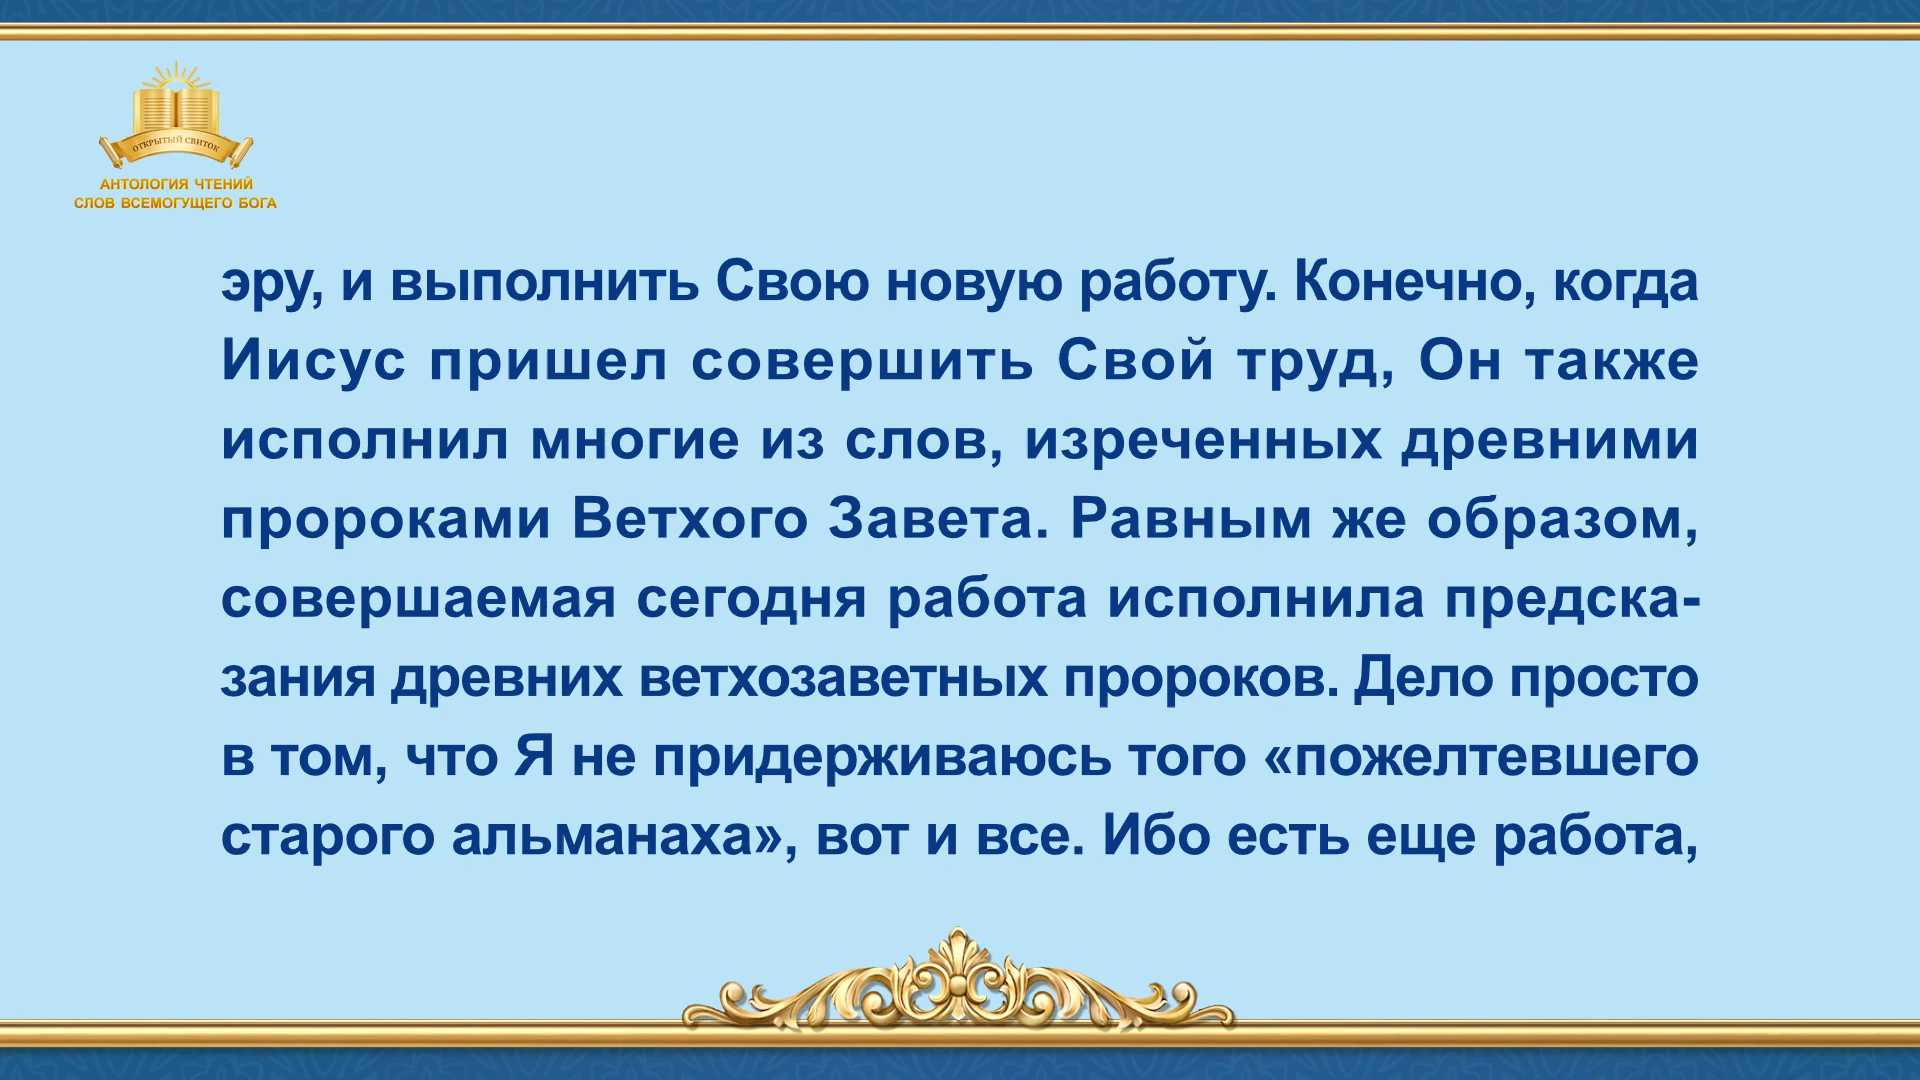 ОТКРЫТЫЙ СВИТОК
АНТОЛОГИЯ ЧТЕНИЙ
СЛОВ ВСЕМОГУЩЕГО БОГА
эру, и выполнить Свою новую работу. Конечно, когда
Иисус пришел совершить Свой труд, Он также
исполнил многие из слов, изреченных древними
пророками Ветхого Завета. Равным же образом,
совершаемая сегодня работа исполнила предска-
зания древних ветхозаветных пророков. Дело просто
в том, что Я не придерживаюсь того «пожелтевшего
старого альманаха», вот и все. Ибо есть еще работа,